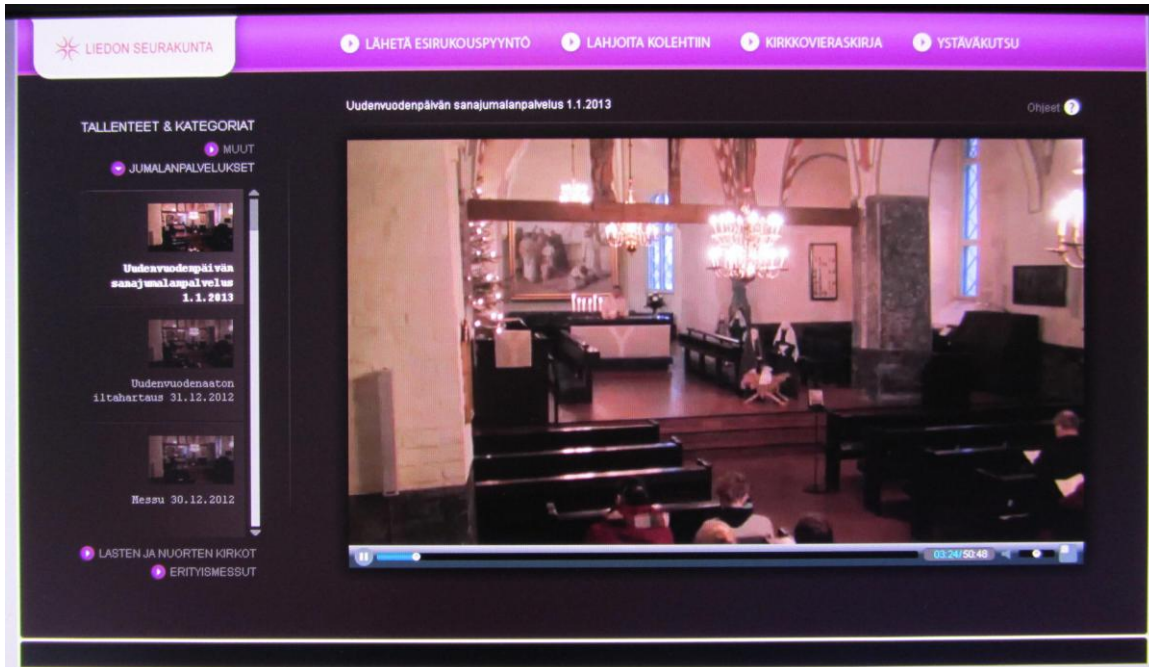 LIEDON SEURAKUNTA
LÄHETÄ ESIRUKOUSPYYNTÖ
LAHJOITA KOLEHTIIN
KIRKKOVIERASKIRJA
YSTÄVÄKUTSU
Uudenvuodenpäivän sanajumalanpalvelus 1.1.2013
Ohjeet ?
TALLENTEET & KATEGORIAT
MUUT
JUMALANPALVELUKSET
Uudenvuodenpäivän
sanajumalanpalvelus
1.1.2013
Uudenvuodenaaton
iltahartaus 31.12.2012
Messu 30.12.2012
LASTEN JA NUORTEN KIRKOT
ERITYISMESSUT
03:24/50:48